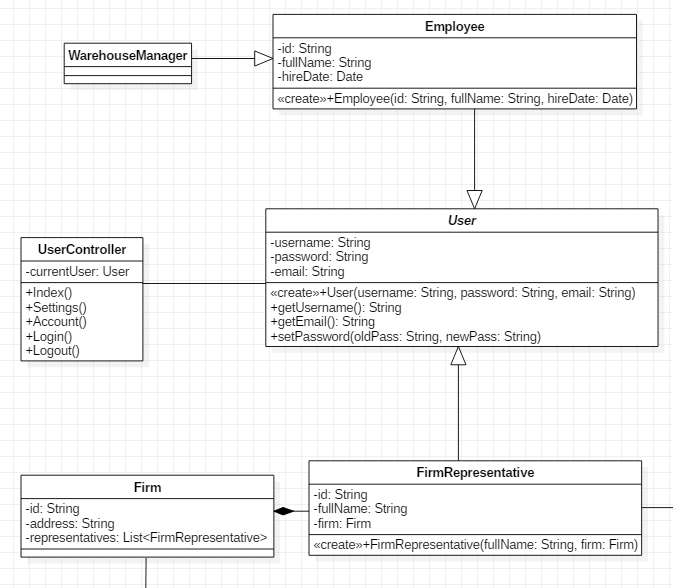 Employee
-id: String
-fullName: String
-hireDate: Date
«create»+Employee(id: String, fullName: String, hireDate: Date)
WarehouseManager
User
-username: String
-password: String
-email: String
«create»+User(username: String, password: String, email: String)
+getUsername(): String
+getEmail(): String
+setPassword(oldPass: String, newPass: String)
UserController
-currentUser: User
+Index()
+Settings()
+Account()
+Login()
+Logout()
FirmRepresentative
-id: String
-fullName: String
-firm: Firm
«create»+FirmRepresentative(fullName: String, firm: Firm)
Firm
-id: String
-address: String
-representatives: List<FirmRepresentative>